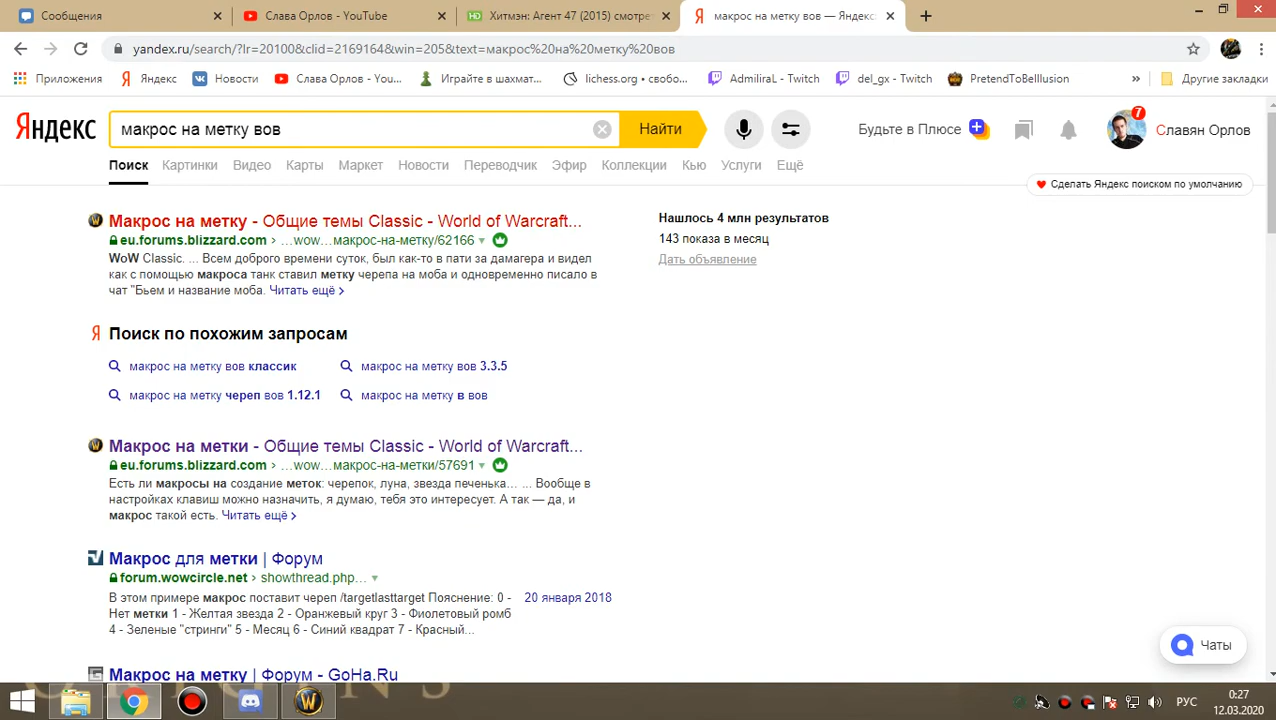 Сообщения
Слава Орлов - YouTube
Хитмэн: Агент 47 (2015) смотреть
макрос на метку вов — Яндекс:
yandex.ru/search/?lr=20100&clid=2169164&win=205&text=макрос%20на%20метку%20вов
Приложения
Яндекс
Новости
Слава Орлов - You...
Играйте в шахмат...
lichess.org • свобо...
AdmiiraL - Twitch
del_gx - Twitch
PretendToBeIllusion
»
Другие закладки
Яндекс
макрос на метку вов
Найти
Будьте в Плюсе
7
Славян Орлов
Поиск
Картинки
Видео
Карты
Маркет
Новости
Переводчик
Эфир
Коллекции
Кью
Услуги
Ещё
Сделать Яндекс поиском по умолчанию
Макрос на метку - Общие темы Classic - World of Warcraft...
eu.forums.blizzard.com › …wow…макрос-на-метку/62166
WoW Classic. ... Всем доброго времени суток, был как-то в пати за дамагера и видел
как с помощью макроса танк ставил метку черепа на моба и одновременно писало в
чат "Бьем и название моба. Читать ещё ›
Нашлось 4 млн результатов
143 показа в месяц
Дать объявление
Я Поиск по похожим запросам
макрос на метку вов классик
макрос на метку вов 3.3.5
макрос на метку череп вов 1.12.1
макрос на метку в вов
Макрос на метки - Общие темы Classic - World of Warcraft...
eu.forums.blizzard.com › …wow…макрос-на-метки/57691
Есть ли макросы на создание меток: черепок, луна, звезда печенька... ... Вообще в
настройках клавиш можно назначить, я думаю, тебя это интересует. А так — да, и
макрос такой есть. Читать ещё ›
Макрос для метки | Форум
forum.wowcircle.net › showthread.php…
В этом примере макрос поставит череп /targetlasttarget Пояснение: 0 -
Нет метки 1 - Желтая звезда 2 - Оранжевый круг 3 - Фиолетовый ромб
4 - Зеленые "стринги" 5 - Месяц 6 - Синий квадрат 7 - Красный...
20 января 2018
Чаты
Макрос на метку | Форум - GoHa.Ru
РУС
0:27
12.03.2020